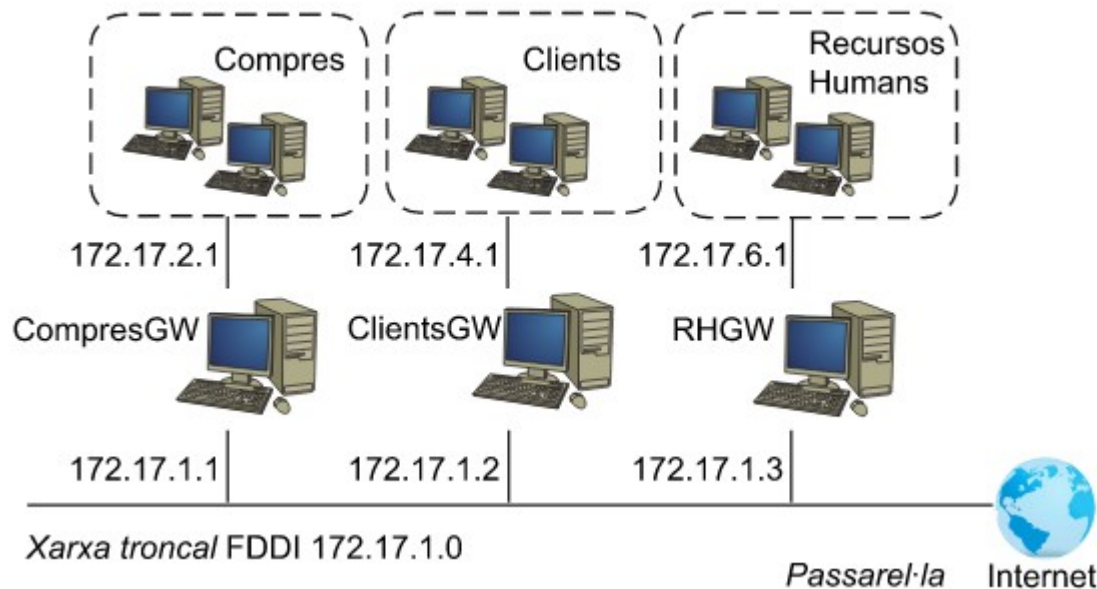 Compres
Clients
Recursos
Humans
172.17.2.1
172.17.4.1
172.17.6.1
CompresGW
ClientsGW
RHGW
172.17.1.1
172.17.1.2
172.17.1.3
Xarxa troncal FDDI 172.17.1.0
Passarel·la
Internet